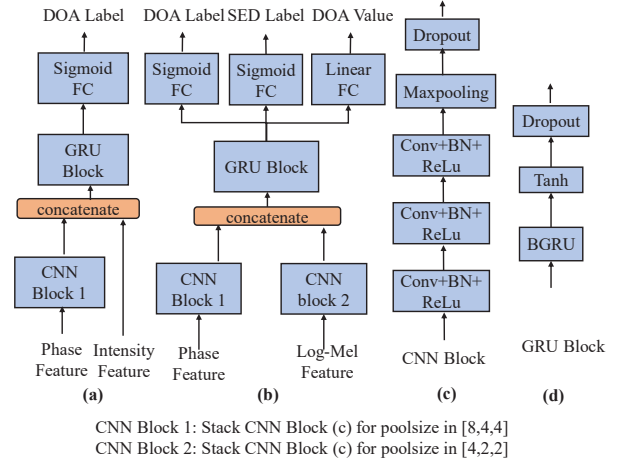 DOA Label
Sigmoid
FC
GRU
Block
concatenate
CNN
Block 1
Phase
Feature
Intensity
Feature
(a)
DOA Label
SED Label
DOA Value
Sigmoid
FC
Sigmoid
FC
Linear
FC
GRU Block
concatenate
CNN
Block 1
CNN
block 2
Phase
Feature
Log-Mel
Feature
(b)
Dropout
Maxpooling
Conv+BN+
ReLu
Conv+BN+
ReLu
Conv+BN+
ReLu
CNN Block
(c)
Dropout
Tanh
BGRU
GRU Block
(d)
CNN Block 1: Stack CNN Block (c) for poolsize in [8,4,4]
CNN Block 2: Stack CNN Block (c) for poolsize in [4,2,2]